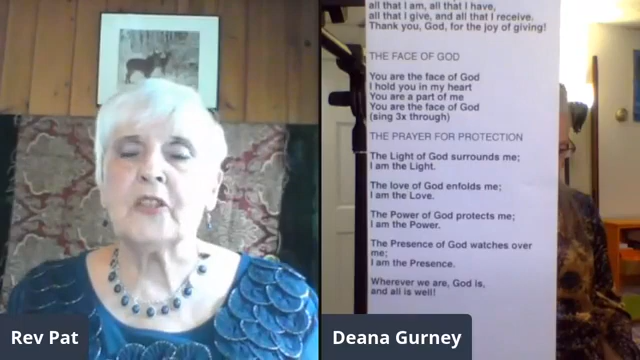 all that I am, all that I have,
all that I give, and all that I receive.
Thank you, God, for the joy of giving!
THE FACE OF GOD
You are the face of God
I hold you in my heart
You are a part of me
You are the face of God
(sing 3x through)
THE PRAYER FOR PROTECTION
The Light of God surrounds me;
I am the Light.
The love of God enfolds me;
I am the Love.
The Power of God protects me;
I am the Power.
The Presence of God watches over
me;
I am the Presence.
Wherever we are, God is,
and all is well!
Rev Pat
Deana Gurney